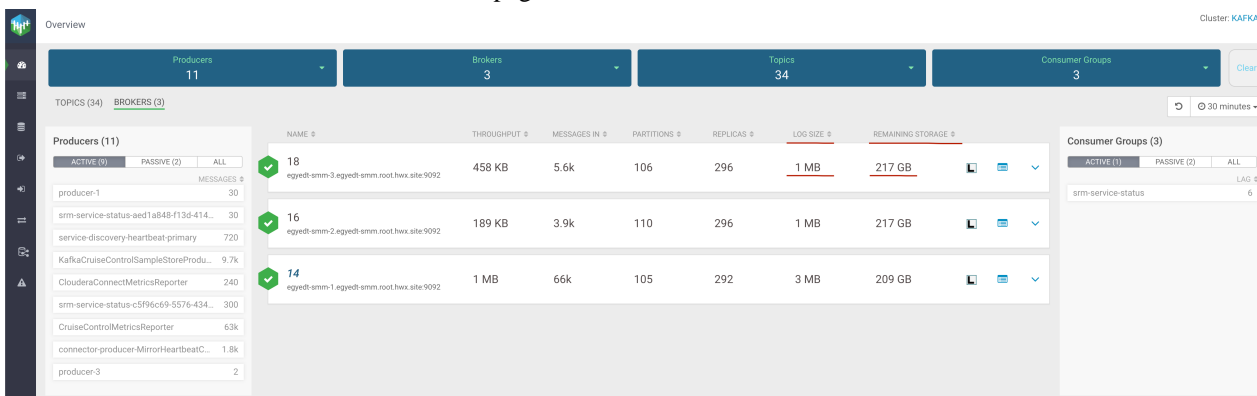 Overview
Cluster: KAFKA
Producers
11
Brokers
3
Topics
34
Consumer Groups
3
Clear
TOPICS (34) BROKERS (3)
30 minutes
Producers (11)
ACTIVE (9) PASSIVE (2) ALL
MESSAGES
producer-1 30
srm-service-status-aed1a848-f13d-414... 30
service-discovery-heartbeat-primary 720
KafkaCruiseControlSampleStoreProdu... 9.7k
ClouderaConnectMetricsReporter 240
srm-service-status-c5f96c69-5576-434... 300
CruiseControlMetricsReporter 63k
connector-producer-MirrorHeartbeatC... 1.8k
producer-3 2
NAME THROUGHPUT MESSAGES IN PARTITIONS REPLICAS LOG SIZE REMAINING STORAGE
18
egyedt-smm-3.egyedt-smm.root.hwx.site:9092
458 KB 5.6k 106 296 1 MB 217 GB
16
egyedt-smm-2.egyedt-smm.root.hwx.site:9092
189 KB 3.9k 110 296 1 MB 217 GB
14
egyedt-smm-1.egyedt-smm.root.hwx.site:9092
1 MB 66k 105 292 3 MB 209 GB
Consumer Groups (3)
ACTIVE (1) PASSIVE (2) ALL
LAG
srm-service-status 6